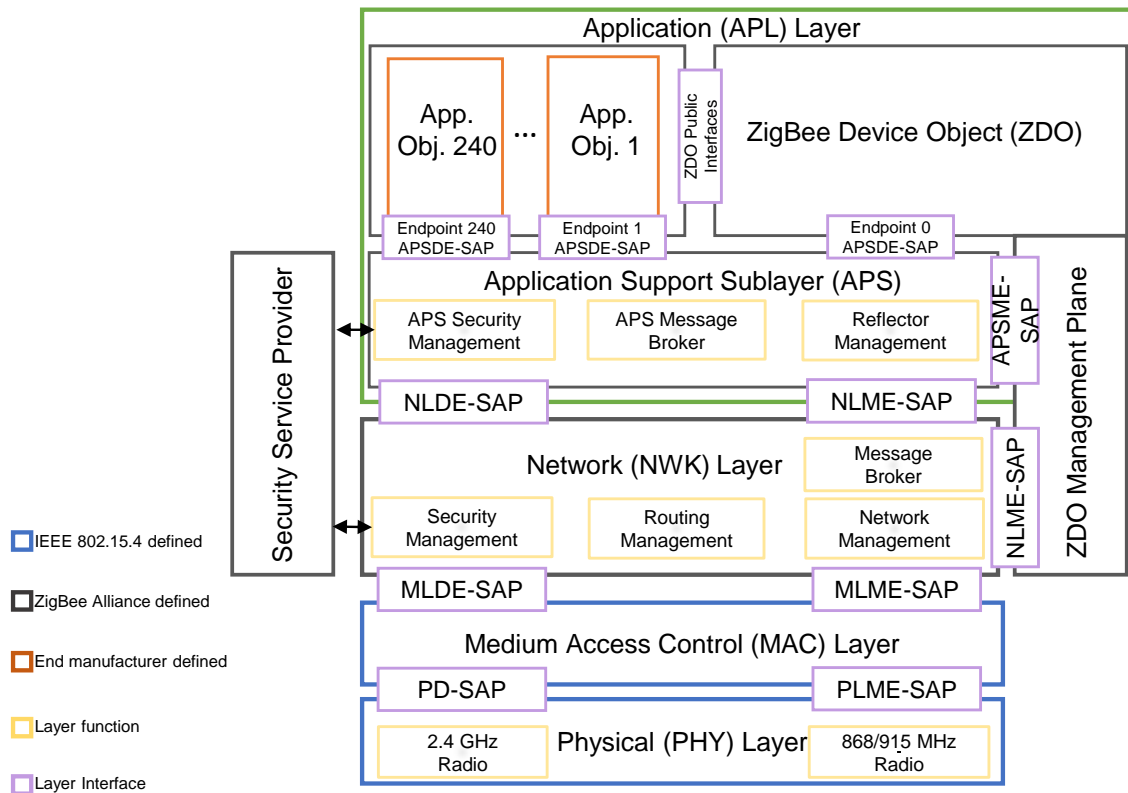 Application (APL) Layer
App.
Obj. 240
...
App.
Obj. 1
ZDO Public
Interfaces
ZigBee Device Object (ZDO)
Endpoint 240
APSDE-SAP
Endpoint 1
APSDE-SAP
Endpoint 0
APSDE-SAP
Security Service Provider
Application Support Sublayer (APS)
APS Security
Management
APS Message
Broker
Reflector
Management
APSME-
SAP
ZDO Management Plane
NLDE-SAP
NLME-SAP
Network (NWK) Layer
Message
Broker
Security
Management
Routing
Management
Network
Management
NLME-SAP
MLDE-SAP
MLME-SAP
Medium Access Control (MAC) Layer
PD-SAP
PLME-SAP
2.4 GHz
Radio
Physical (PHY) Layer
868/915 MHz
Radio
IEEE 802.15.4 defined
ZigBee Alliance defined
End manufacturer defined
Layer function
Layer Interface